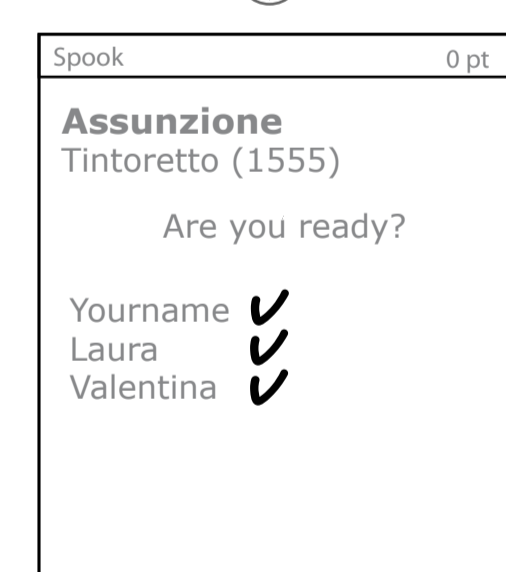 Spook 0 pt
Assunzione
Tintoretto (1555)
Are you ready?
Yourname ✔
Laura ✔
Valentina ✔